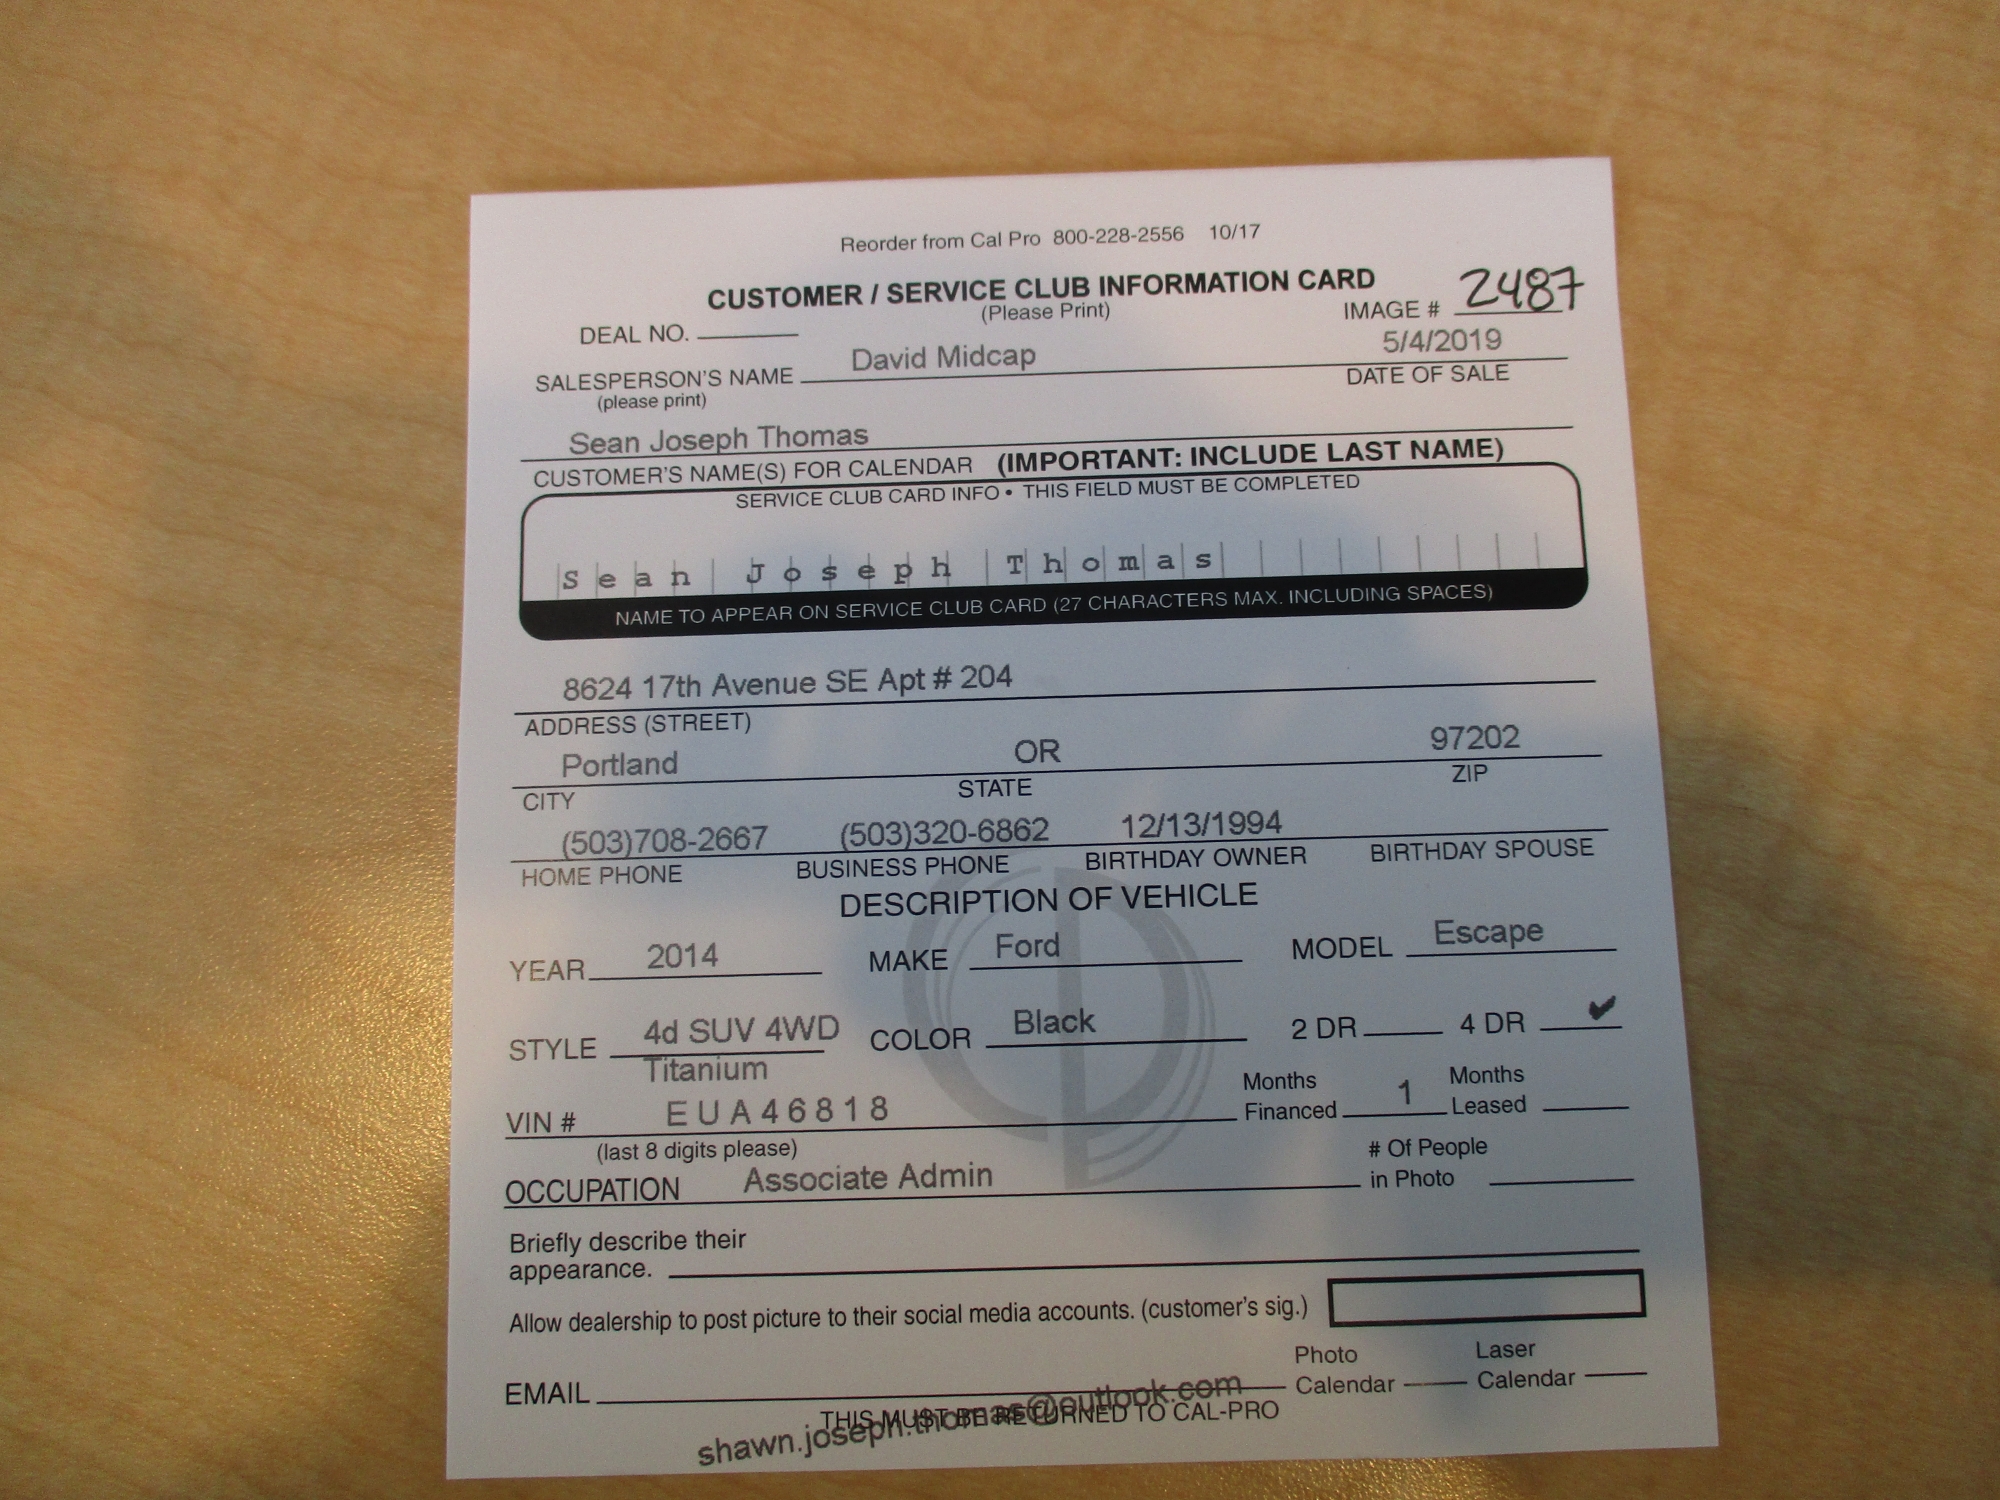 Reorder from Cal Pro 800-228-2556 10/17
CUSTOMER / SERVICE CLUB INFORMATION CARD
(Please Print)
IMAGE # 2487
DEAL NO.
SALESPERSON'S NAME David Midcap 5/4/2019
(please print) DATE OF SALE
Sean Joseph Thomas
CUSTOMER'S NAME(S) FOR CALENDAR (IMPORTANT: INCLUDE LAST NAME)
SERVICE CLUB CARD INFO • THIS FIELD MUST BE COMPLETED
Sean Joseph Thomas
NAME TO APPEAR ON SERVICE CLUB CARD (27 CHARACTERS MAX. INCLUDING SPACES)
8624 17th Avenue SE Apt # 204
ADDRESS (STREET)
Portland OR 97202
CITY STATE ZIP
(503)708-2667 (503)320-6862 12/13/1994
HOME PHONE BUSINESS PHONE BIRTHDAY OWNER BIRTHDAY SPOUSE
DESCRIPTION OF VEHICLE
YEAR 2014 MAKE Ford MODEL Escape
STYLE 4d SUV 4WD COLOR Black 2 DR 4 DR ✔
Titanium
VIN # EUA46818 Months Financed 1 Months Leased
(last 8 digits please)
OCCUPATION Associate Admin # Of People in Photo
Briefly describe their
appearance.
Allow dealership to post picture to their social media accounts. (customer's sig.)
EMAIL Photo Calendar Laser Calendar
shawn.joseph.thomas@outlook.com
THIS MUST BE RETURNED TO CAL-PRO